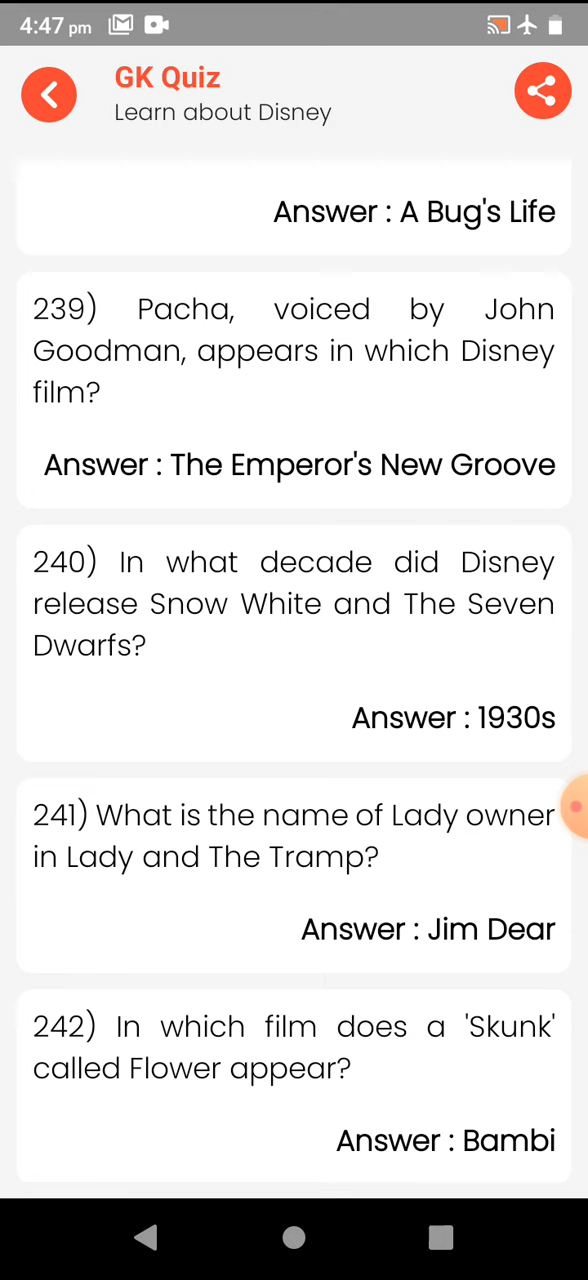 4:47 pm
GK Quiz
Learn about Disney
Answer : A Bug's Life
239) Pacha, voiced by John
Goodman, appears in which Disney
film?
Answer : The Emperor's New Groove
240) In what decade did Disney
release Snow White and The Seven
Dwarfs?
Answer : 1930s
241) What is the name of Lady owner
in Lady and The Tramp?
Answer : Jim Dear
242) In which film does a 'Skunk'
called Flower appear?
Answer : Bambi